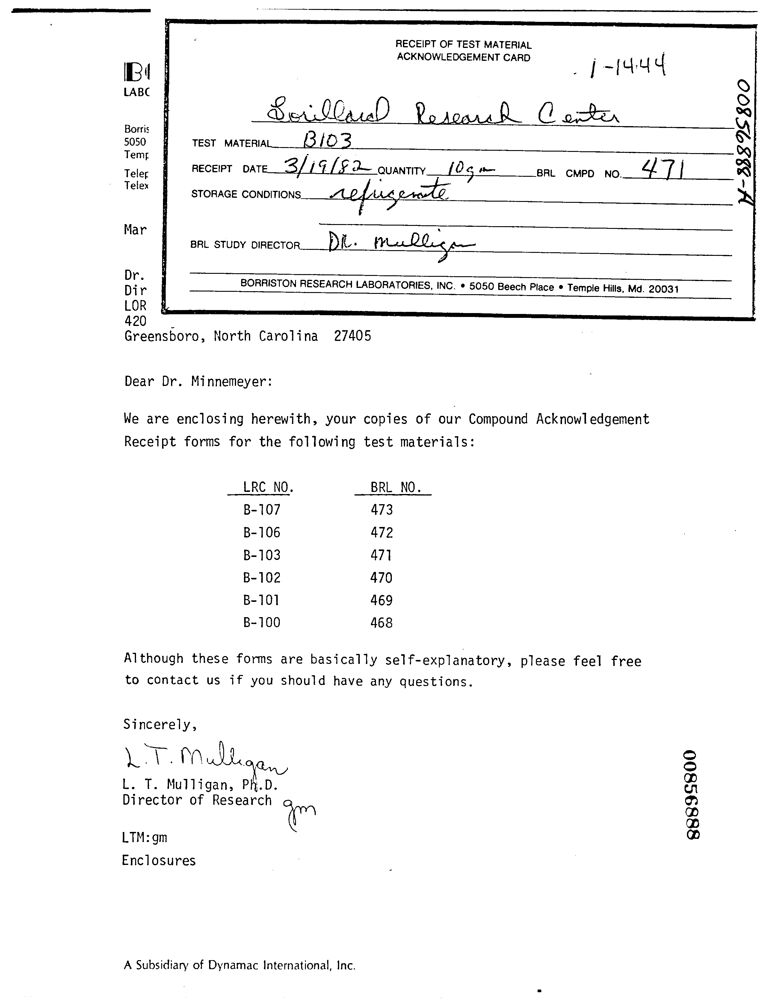 RECEIPT OF TEST MATERIAL
ACKNOWLEDGEMENT CARD
1-14-44
Lorillard Research Center
TEST MATERIAL B103
RECEIPT DATE 3/19/82 QUANTITY 10gm BRL CMPD NO. 471
STORAGE CONDITIONS refrigerate
BRL STUDY DIRECTOR DR. Mulligan
BORRISTON RESEARCH LABORATORIES, INC. • 5050 Beech Place • Temple Hills, Md. 20031
00856888-A
LABC
Borris
5050
Temp
Telep
Telex
Mar
Dr.
Dir
LOR
420
Greensboro, North Carolina 27405
Dear Dr. Minnemeyer:
We are enclosing herewith, your copies of our Compound Acknowledgement
Receipt forms for the following test materials:
LRC NO. BRL NO.
B-107 473
B-106 472
B-103 471
B-102 470
B-101 469
B-100 468
Although these forms are basically self-explanatory, please feel free
to contact us if you should have any questions.
Sincerely,
L.T. Mulligan
L. T. Mulligan, Ph.D.
Director of Research
gm
LTM:gm
Enclosures
00856888
A Subsidiary of Dynamac International, Inc.